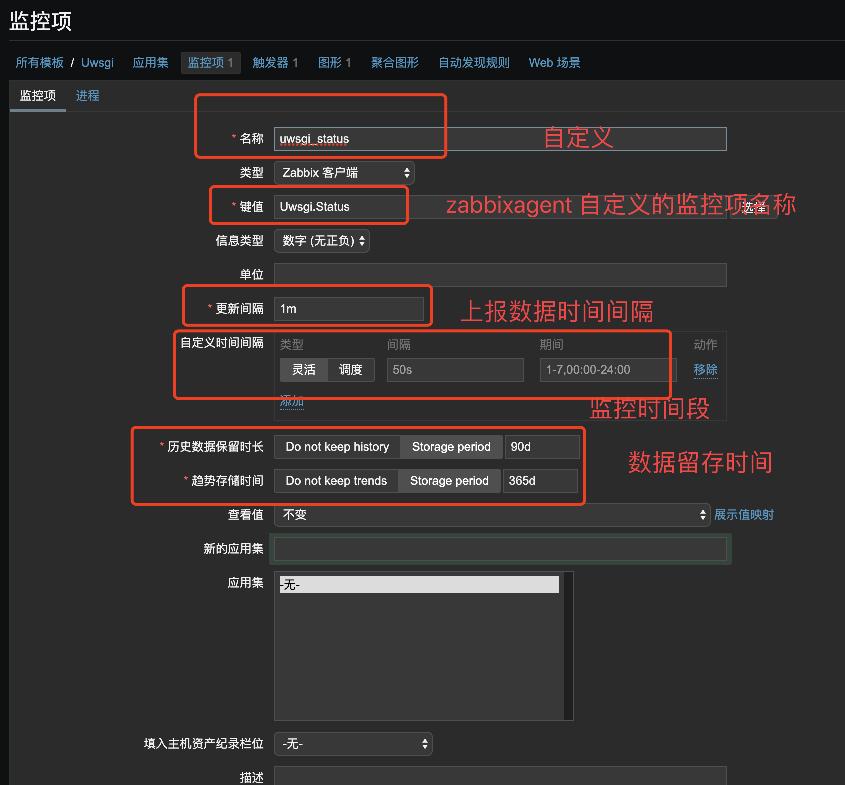 监控项
所有模板 / Uwsgi 应用集 监控项 1 触发器 1 图形 1 聚合图形 自动发现规则 Web 场景
监控项 进程
* 名称 uwsgi_status 自定义
类型 Zabbix 客户端
* 键值 Uwsgi.Status zabbixagent 自定义的监控项名称 选择
信息类型 数字 (无正负)
单位
* 更新间隔 1m 上报数据时间间隔
自定义时间间隔 类型 间隔 期间 动作
灵活 调度 50s 1-7,00:00-24:00 移除
添加 监控时间段
* 历史数据保留时长 Do not keep history Storage period 90d
数据留存时间
* 趋势存储时间 Do not keep trends Storage period 365d
查看值 不变 展示值映射
新的应用集
应用集 -无-
填入主机资产纪录栏位 -无-
描述